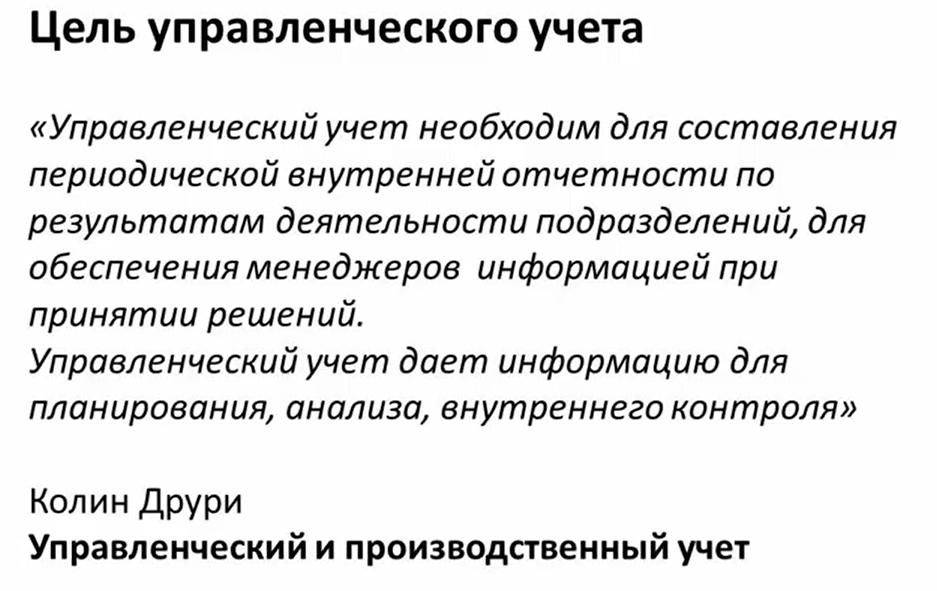 Цель управленческого учета
«Управленческий учет необходим для составления
периодической внутренней отчетности по
результатам деятельности подразделений, для
обеспечения менеджеров информацией при
принятии решений.
Управленческий учет дает информацию для
планирования, анализа, внутреннего контроля»
Колин Друри
Управленческий и производственный учет